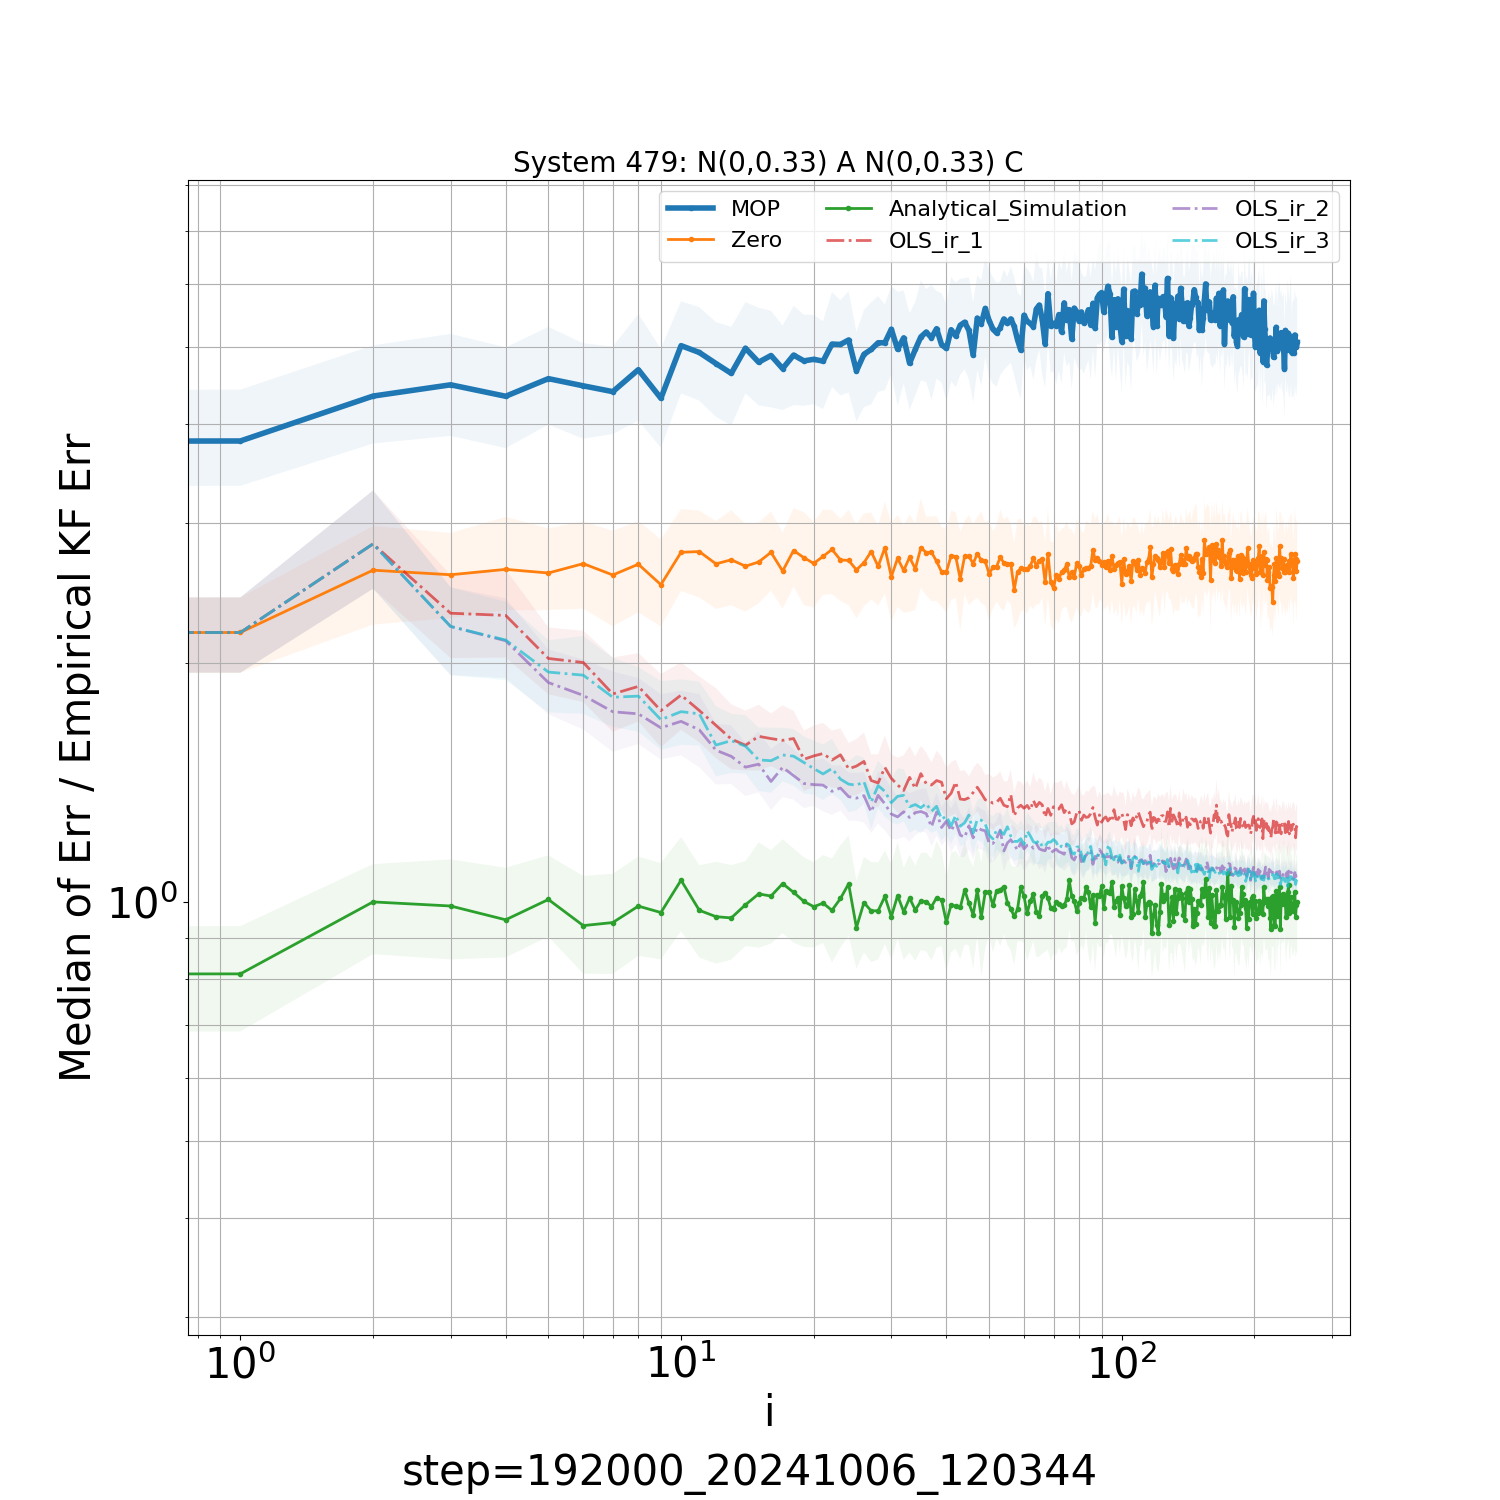 System 479: N(0,0.33) A N(0,0.33) C
MOP
Zero
Analytical_Simulation
OLS_ir_1
OLS_ir_2
OLS_ir_3
Median of Err / Empirical KF Err
10⁰
10⁰ 10¹ 10²
i
step=192000_20241006_120344